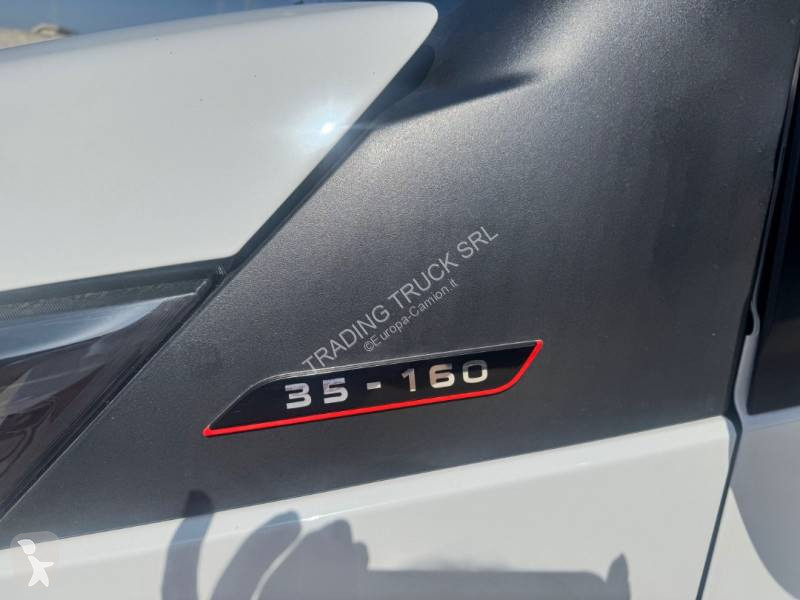 TRADING TRUCK SRL
©Europa-Camion.it
35-160